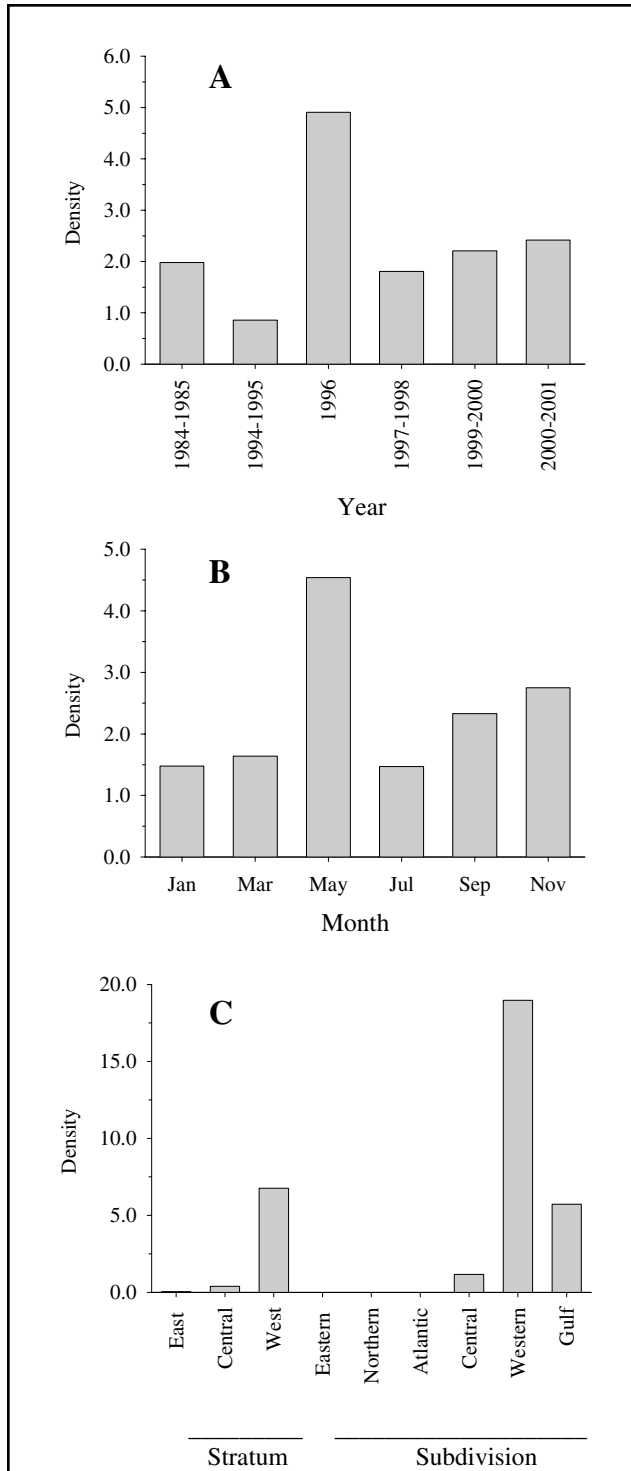 A
6.0
5.0
4.0
3.0
2.0
1.0
0.0
Density
1984-1985
1994-1995
1996
1997-1998
1999-2000
2000-2001
Year
B
5.0
4.0
3.0
2.0
1.0
0.0
Density
Jan Mar May Jul Sep Nov
Month
C
20.0
15.0
10.0
5.0
0.0
Density
East
Central
West
Eastern
Northern
Atlantic
Central
Western
Gulf
Stratum Subdivision